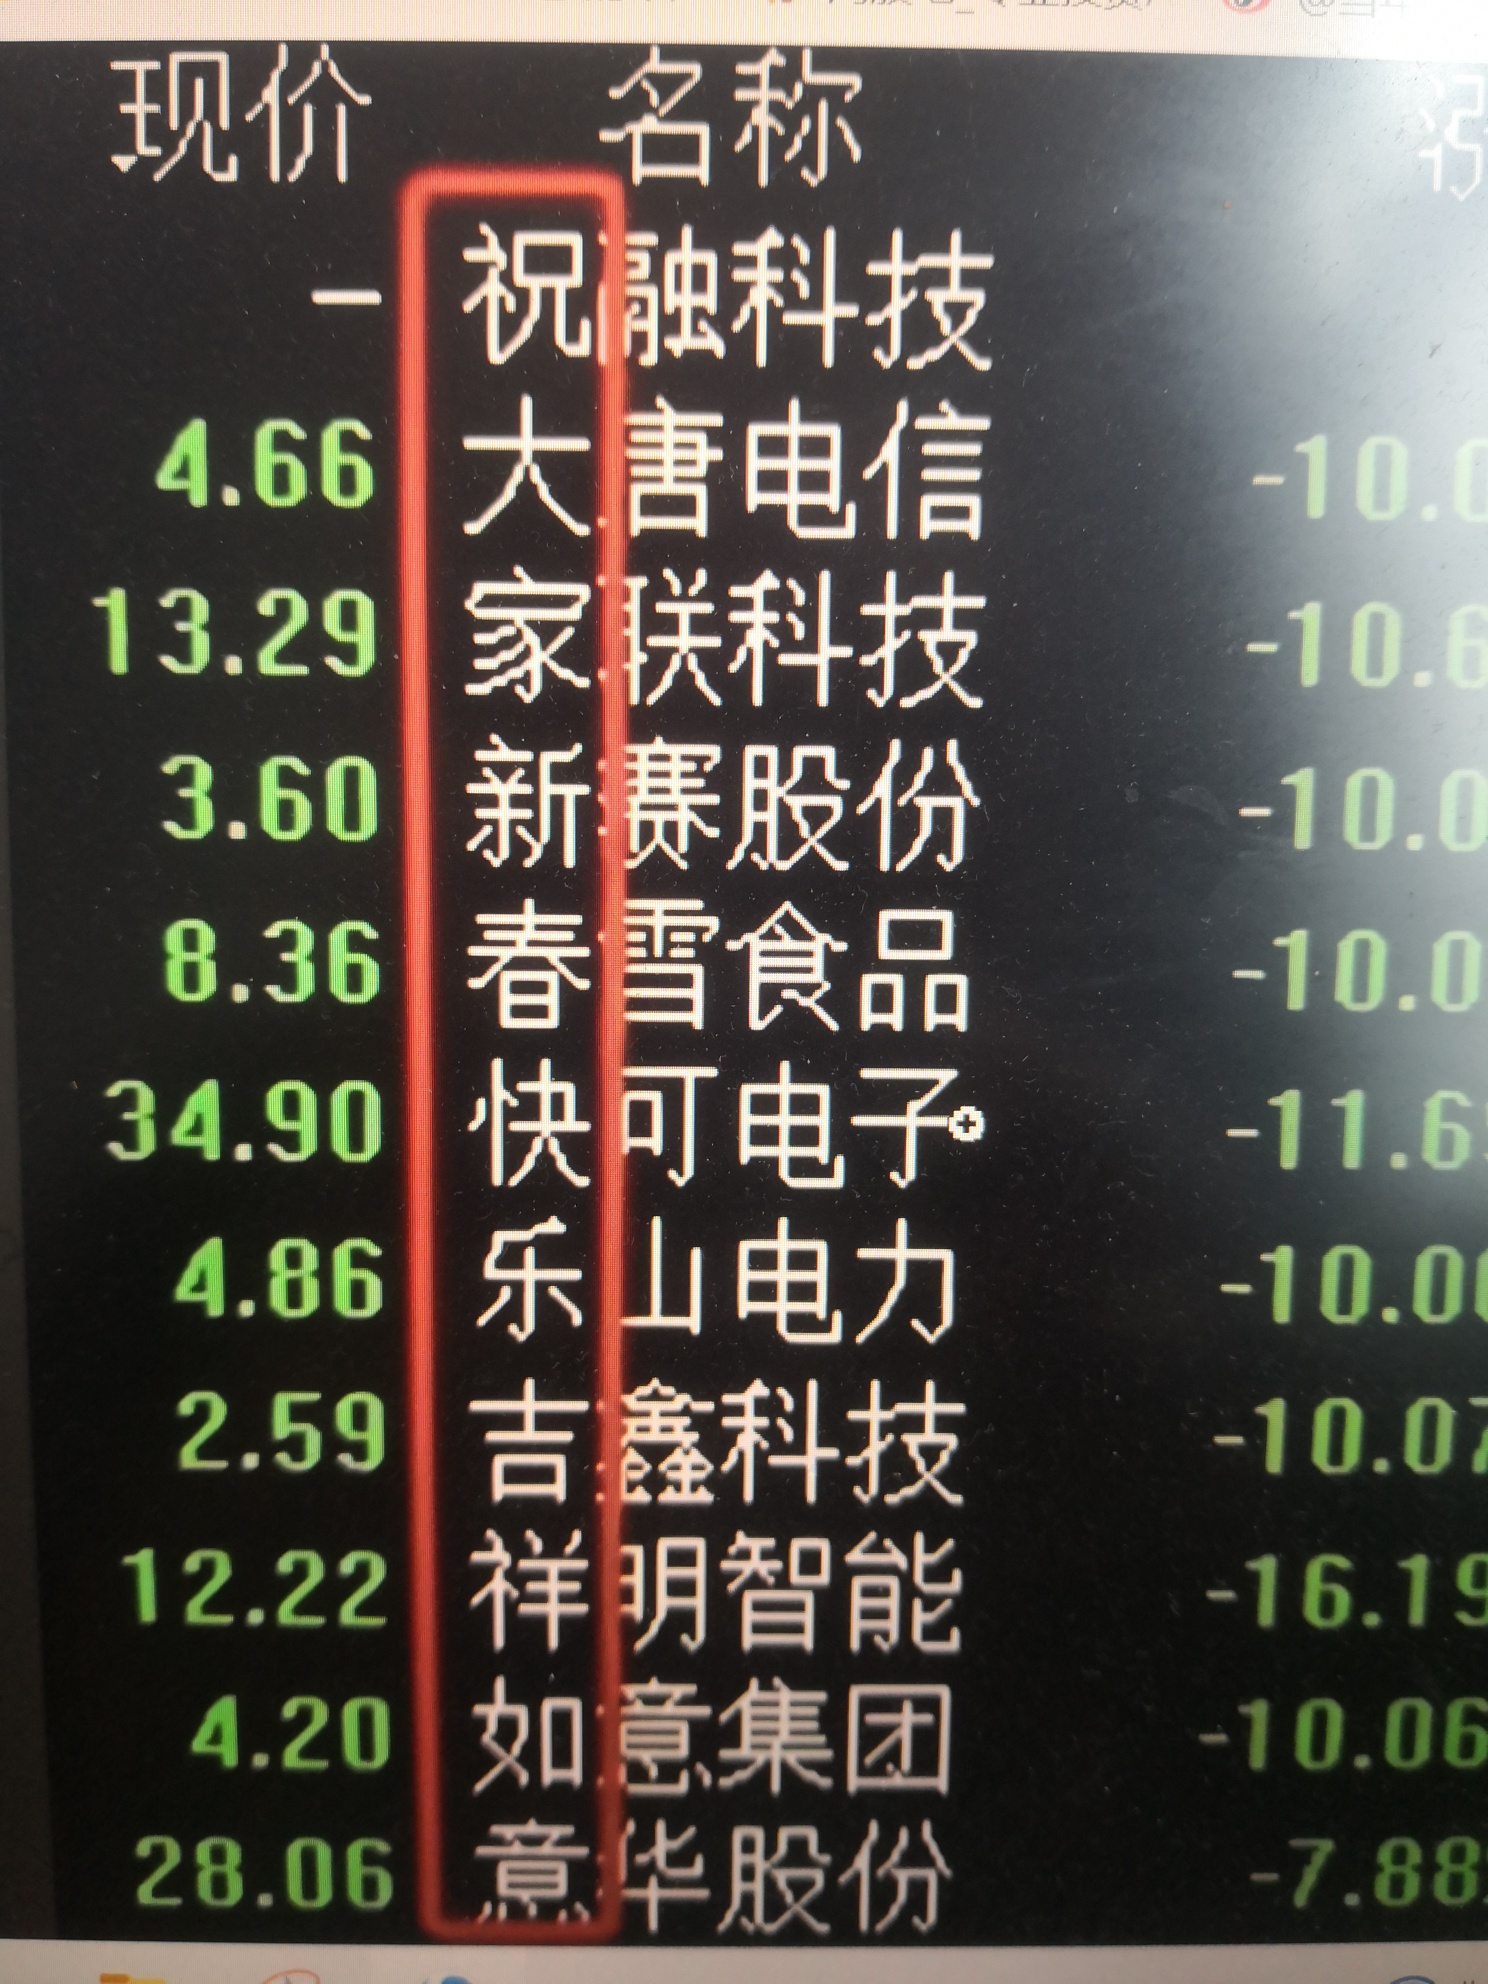 现价 名称
— 祝融科技
4.66 大唐电信 -10.0
13.29 家联科技 -10.6
3.60 新赛股份 -10.0
8.36 春雪食品 -10.0
34.90 快可电子 -11.6
4.86 乐山电力 -10.0
2.59 吉鑫科技 -10.07
12.22 祥明智能 -16.19
4.20 如意集团 -10.06
28.06 意华股份 -7.88